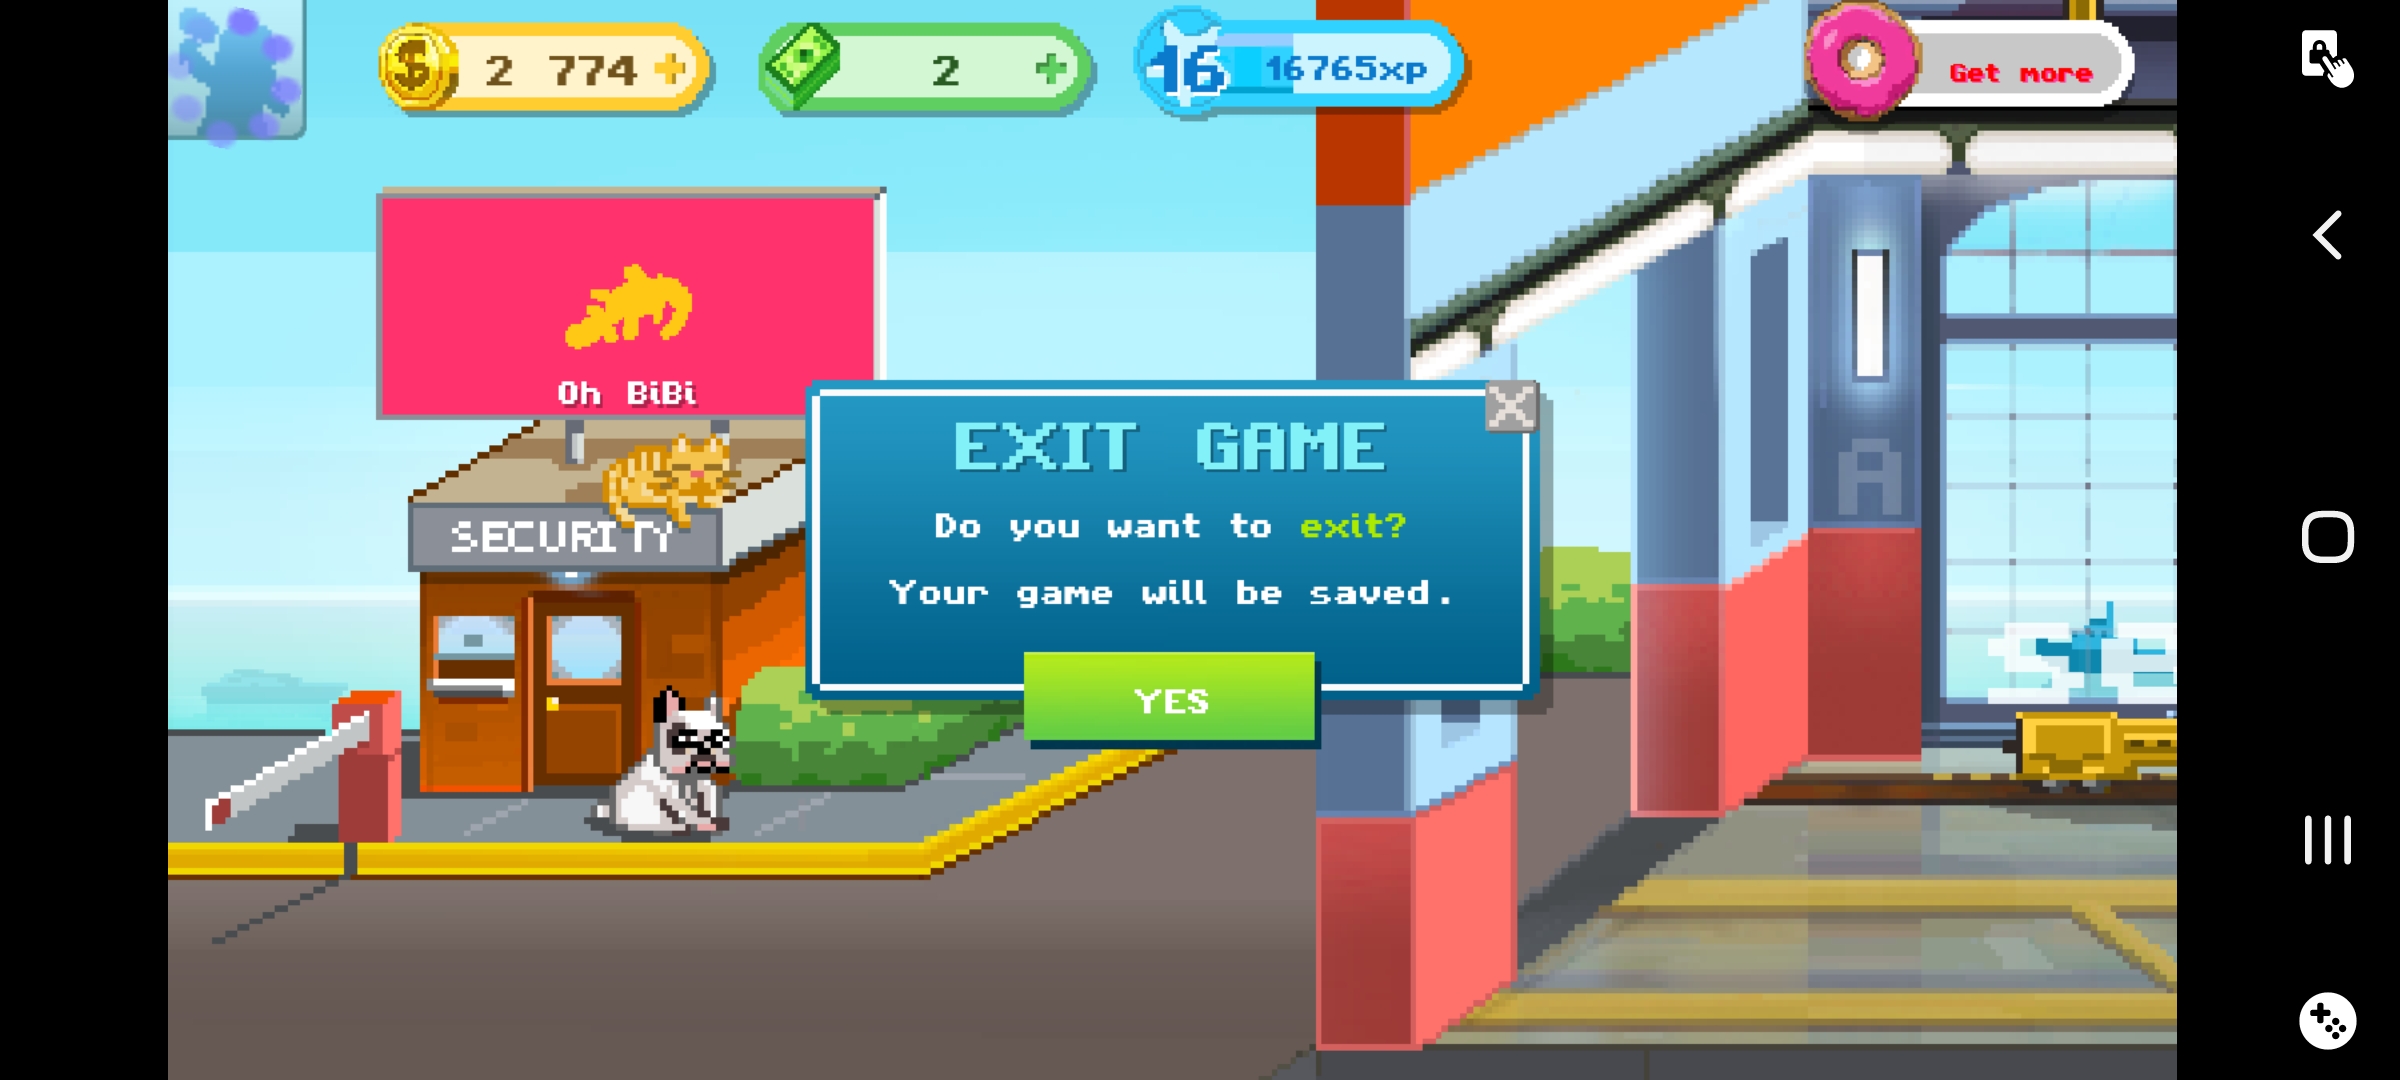 2 774 +
2 +
16 16765xp
Get more
Oh BiBi
EXIT GAME
Do you want to exit?
Your game will be saved.
YES
SECURITY
A